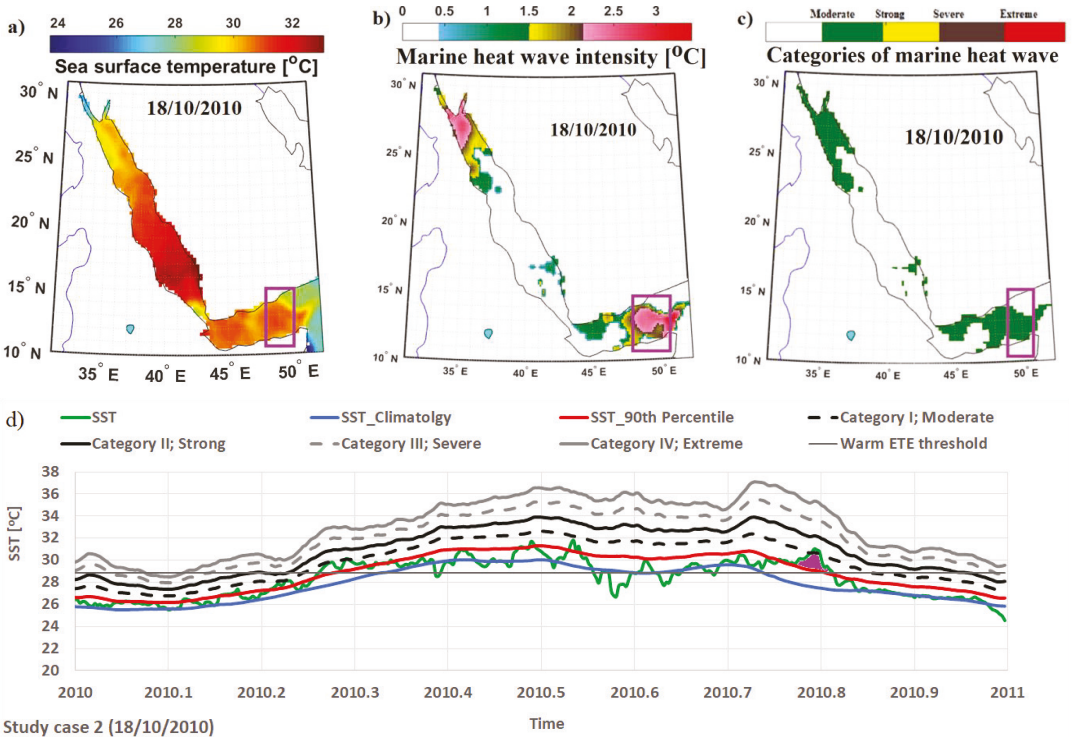 a)
24 26 28 30 32
Sea surface temperature [°C]
18/10/2010
30° N
25° N
20° N
15° N
10° N
35° E 40° E 45° E 50° E
b)
0 0.5 1 1.5 2 2.5 3
Marine heat wave intensity [°C]
18/10/2010
30° N
25° N
20° N
15° N
10° N
35° E 40° E 45° E 50° E
c)
Moderate Strong Severe Extreme
Categories of marine heat wave
18/10/2010
30° N
25° N
20° N
15° N
10° N
35° E 40° E 45° E 50° E
d)
SST SST_Climatolgy SST_90th Percentile Category I; Moderate
Category II; Strong Category III; Severe Category IV; Extreme Warm ETE threshold
SST [°C]
38
36
34
32
30
28
26
24
22
20
2010 2010.1 2010.2 2010.3 2010.4 2010.5 2010.6 2010.7 2010.8 2010.9 2011
Time
Study case 2 (18/10/2010)